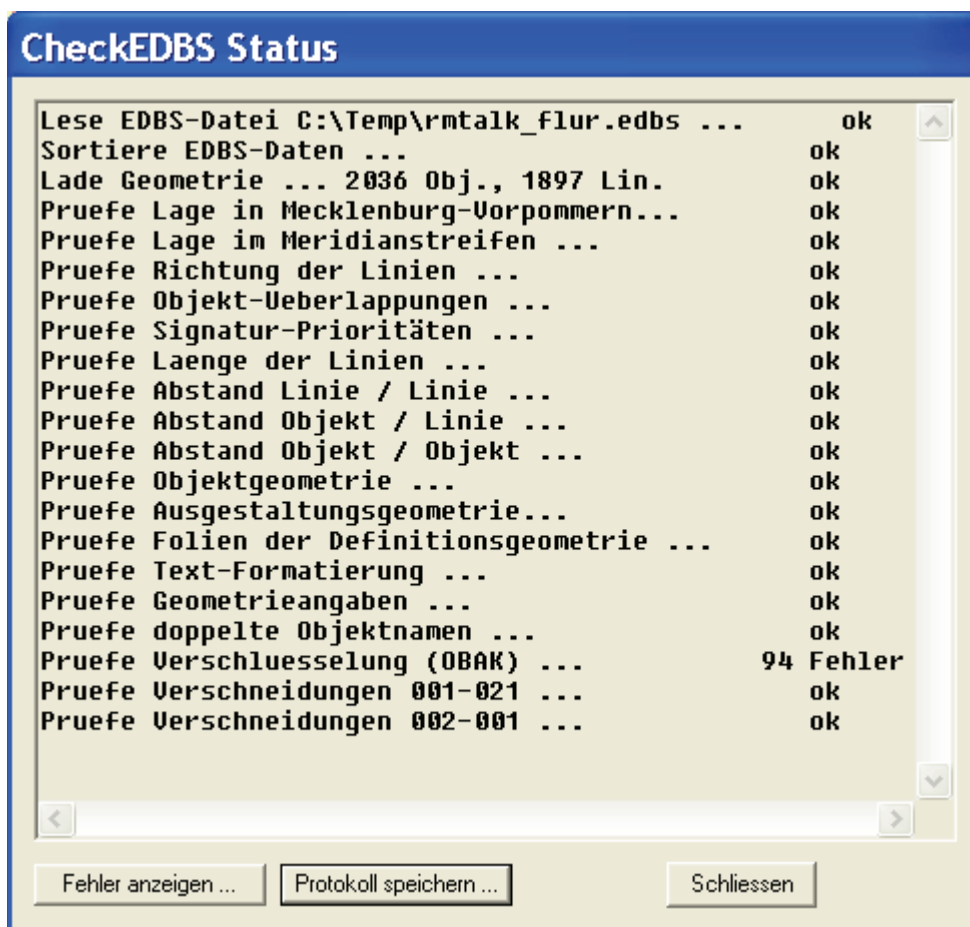 CheckEDBS Status
Lese EDBS-Datei C:\Temp\rmtalk_flur.edbs ... ok
Sortiere EDBS-Daten ... ok
Lade Geometrie ... 2036 Obj., 1897 Lin. ok
Pruefe Lage in Mecklenburg-Vorpommern... ok
Pruefe Lage im Meridianstreifen ... ok
Pruefe Richtung der Linien ... ok
Pruefe Objekt-Ueberlappungen ... ok
Pruefe Signatur-Prioritäten ... ok
Pruefe Laenge der Linien ... ok
Pruefe Abstand Linie / Linie ... ok
Pruefe Abstand Objekt / Linie ... ok
Pruefe Abstand Objekt / Objekt ... ok
Pruefe Objektgeometrie ... ok
Pruefe Ausgestaltungsgeometrie... ok
Pruefe Folien der Definitionsgeometrie ... ok
Pruefe Text-Formatierung ... ok
Pruefe Geometrieangaben ... ok
Pruefe doppelte Objektnamen ... ok
Pruefe Verschluesselung (OBAK) ... 94 Fehler
Pruefe Verschneidungen 001-021 ... ok
Pruefe Verschneidungen 002-001 ... ok
Fehler anzeigen ... Protokoll speichern ... Schliessen